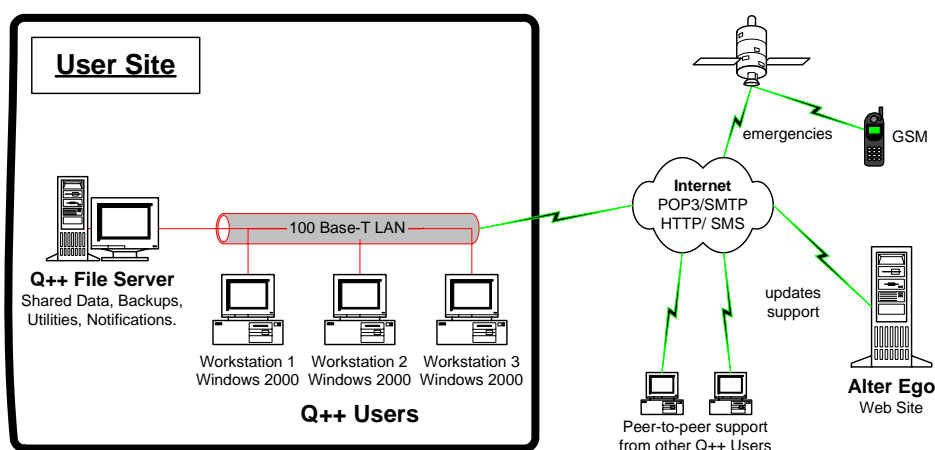 User Site
Q++ File Server
Shared Data, Backups,
Utilities, Notifications.
100 Base-T LAN
Workstation 1
Windows 2000
Workstation 2
Windows 2000
Workstation 3
Windows 2000
Q++ Users
emergencies
GSM
Internet
POP3/SMTP
HTTP/ SMS
updates
support
Alter Ego
Web Site
Peer-to-peer support
from other Q++ Users